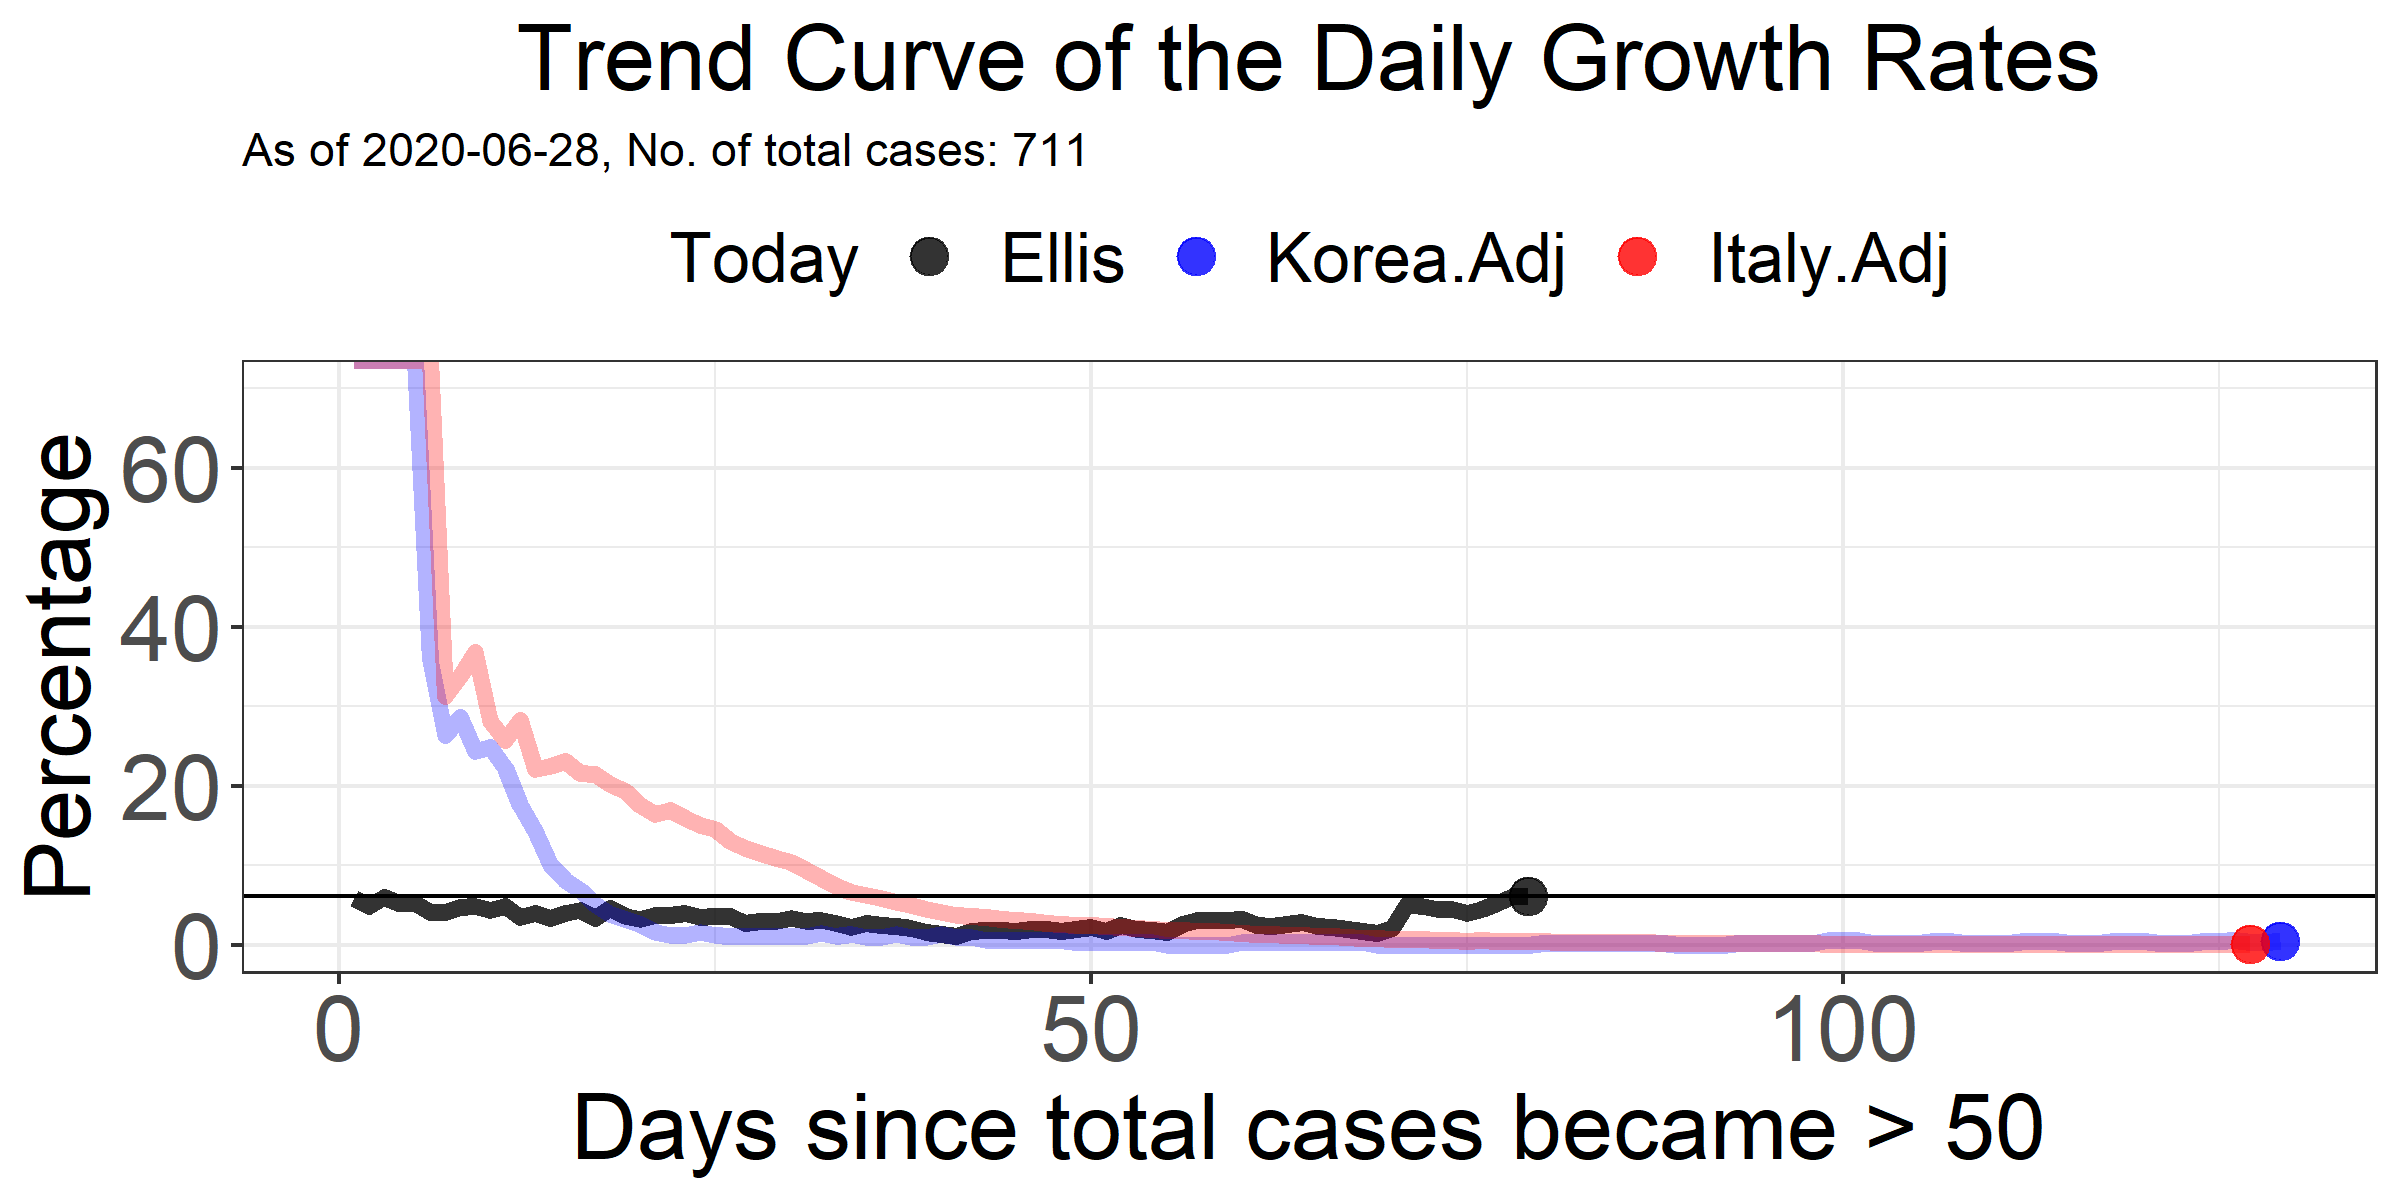 Trend Curve of the Daily Growth Rates
As of 2020-06-28, No. of total cases: 711
Today Ellis Korea.Adj Italy.Adj
Percentage
60
40
20
0
0 50 100
Days since total cases became > 50